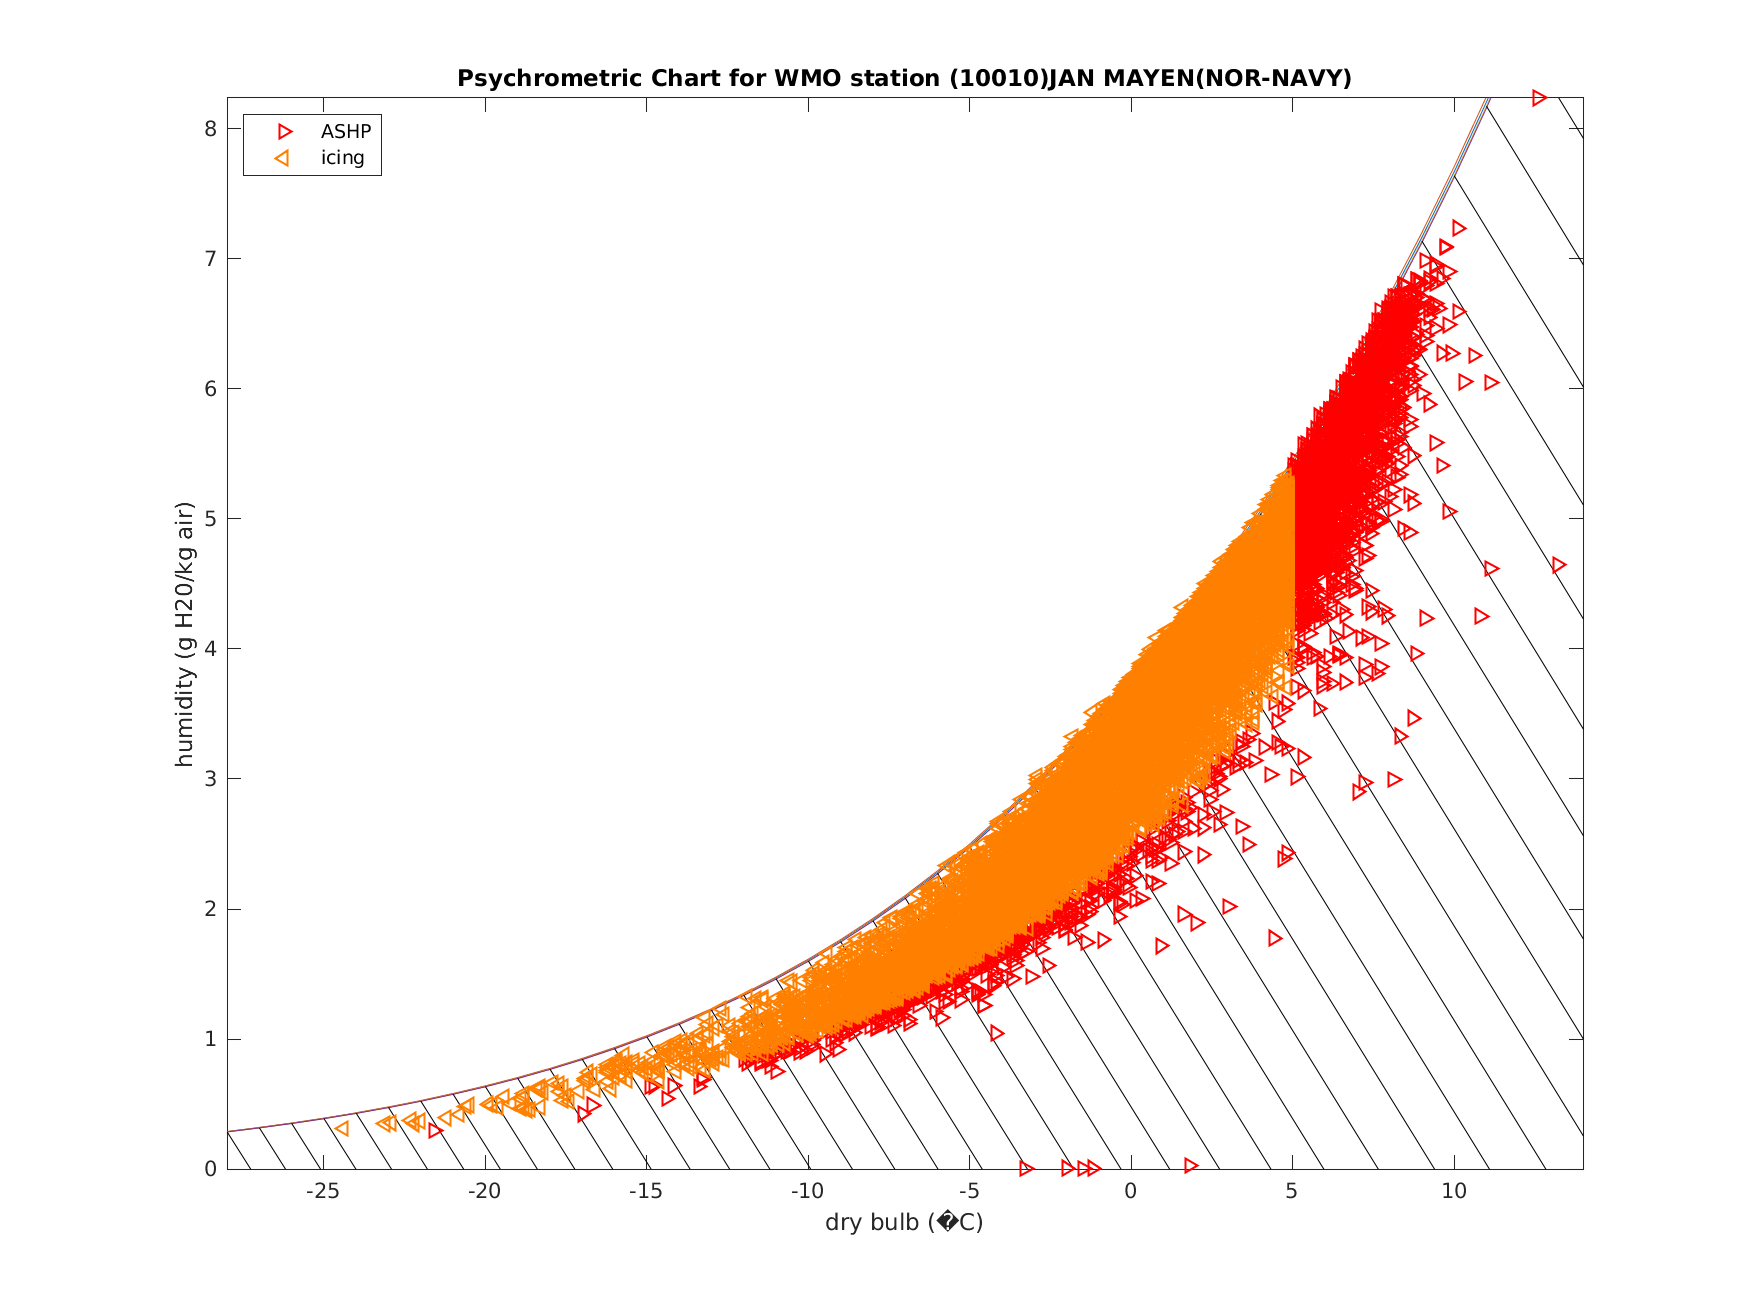 Psychrometric Chart for WMO station (10010)JAN MAYEN(NOR-NAVY)
ASHP
icing
8
7
6
5
4
3
2
1
0
humidity (g H20/kg air)
-25 -20 -15 -10 -5 0 5 10
dry bulb (�C)